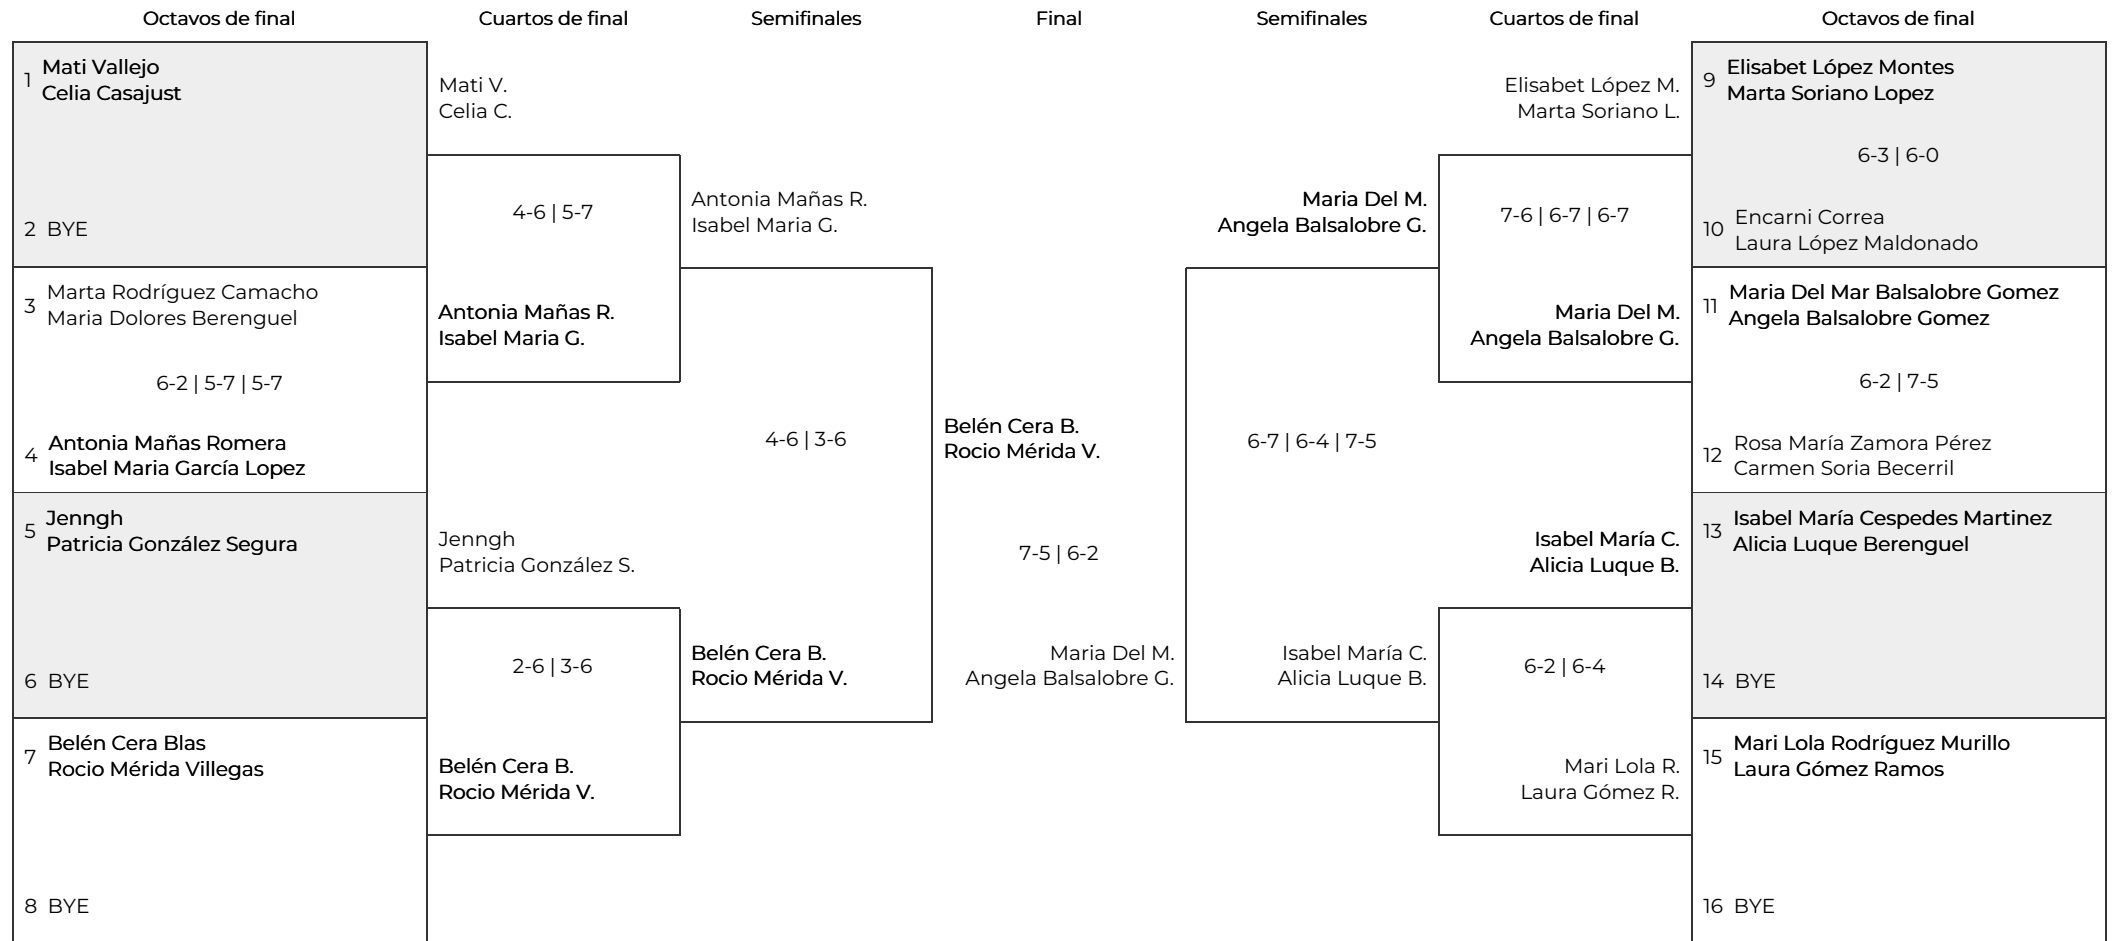 Octavos de final
Cuartos de final
Semifinales
Final
Semifinales
Cuartos de final
Octavos de final
1 Mati Vallejo
Celia Casajust
2 BYE
3 Marta Rodríguez Camacho
Maria Dolores Berenguel
6-2 | 5-7 | 5-7
4 Antonia Mañas Romera
Isabel Maria García Lopez
5 Jenngh
Patricia González Segura
6 BYE
7 Belén Cera Blas
Rocio Mérida Villegas
8 BYE
Mati V.
Celia C.
4-6 | 5-7
Antonia Mañas R.
Isabel Maria G.
Jenngh
Patricia González S.
2-6 | 3-6
Belén Cera B.
Rocio Mérida V.
Antonia Mañas R.
Isabel Maria G.
4-6 | 3-6
Belén Cera B.
Rocio Mérida V.
Belén Cera B.
Rocio Mérida V.
7-5 | 6-2
Maria Del M.
Angela Balsalobre G.
Maria Del M.
Angela Balsalobre G.
6-7 | 6-4 | 7-5
Isabel María C.
Alicia Luque B.
Elisabet López M.
Marta Soriano L.
7-6 | 6-7 | 6-7
Maria Del M.
Angela Balsalobre G.
Isabel María C.
Alicia Luque B.
6-2 | 6-4
Mari Lola R.
Laura Gómez R.
9 Elisabet López Montes
Marta Soriano Lopez
6-3 | 6-0
10 Encarni Correa
Laura López Maldonado
11 Maria Del Mar Balsalobre Gomez
Angela Balsalobre Gomez
6-2 | 7-5
12 Rosa María Zamora Pérez
Carmen Soria Becerril
13 Isabel María Cespedes Martinez
Alicia Luque Berenguel
14 BYE
15 Mari Lola Rodríguez Murillo
Laura Gómez Ramos
16 BYE